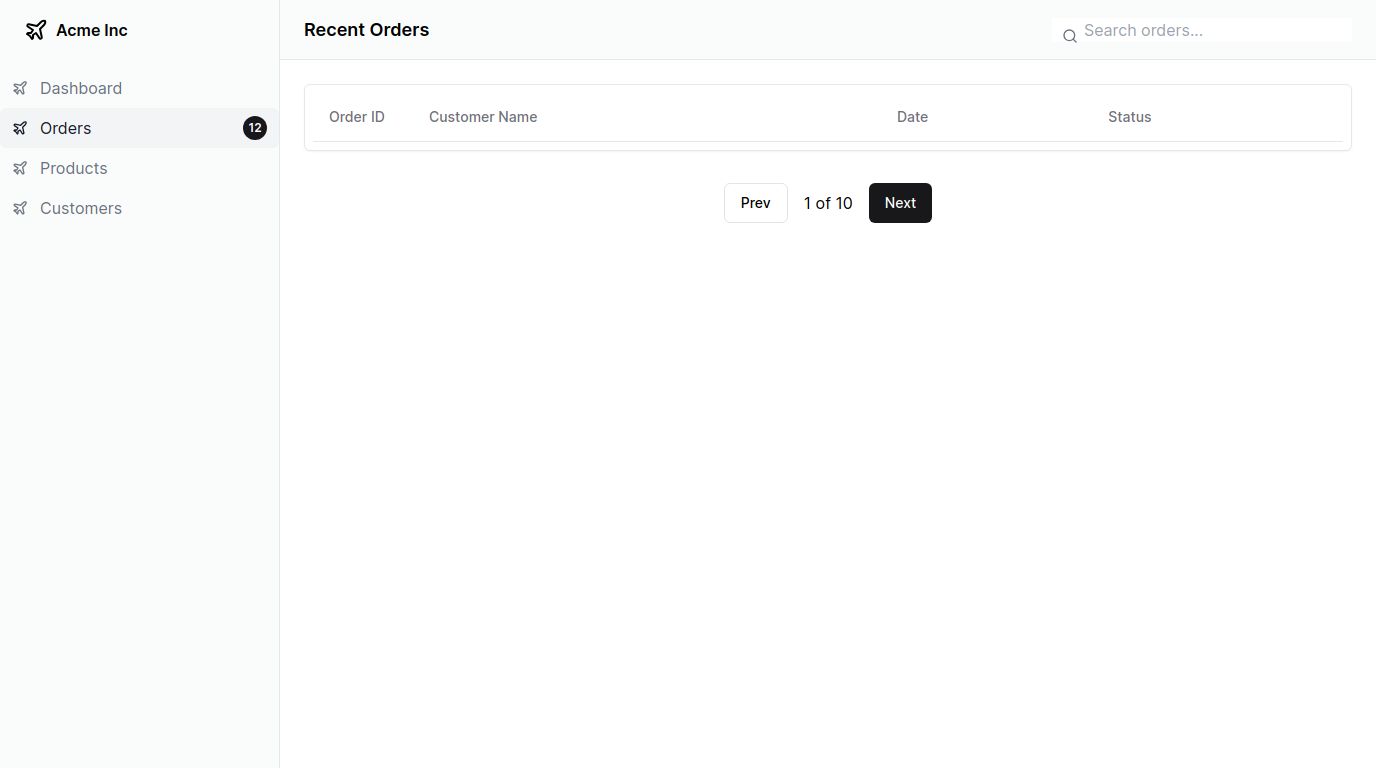 Acme Inc
Dashboard
Orders 12
Products
Customers
Recent Orders
Search orders...
Order ID Customer Name Date Status
Prev 1 of 10 Next